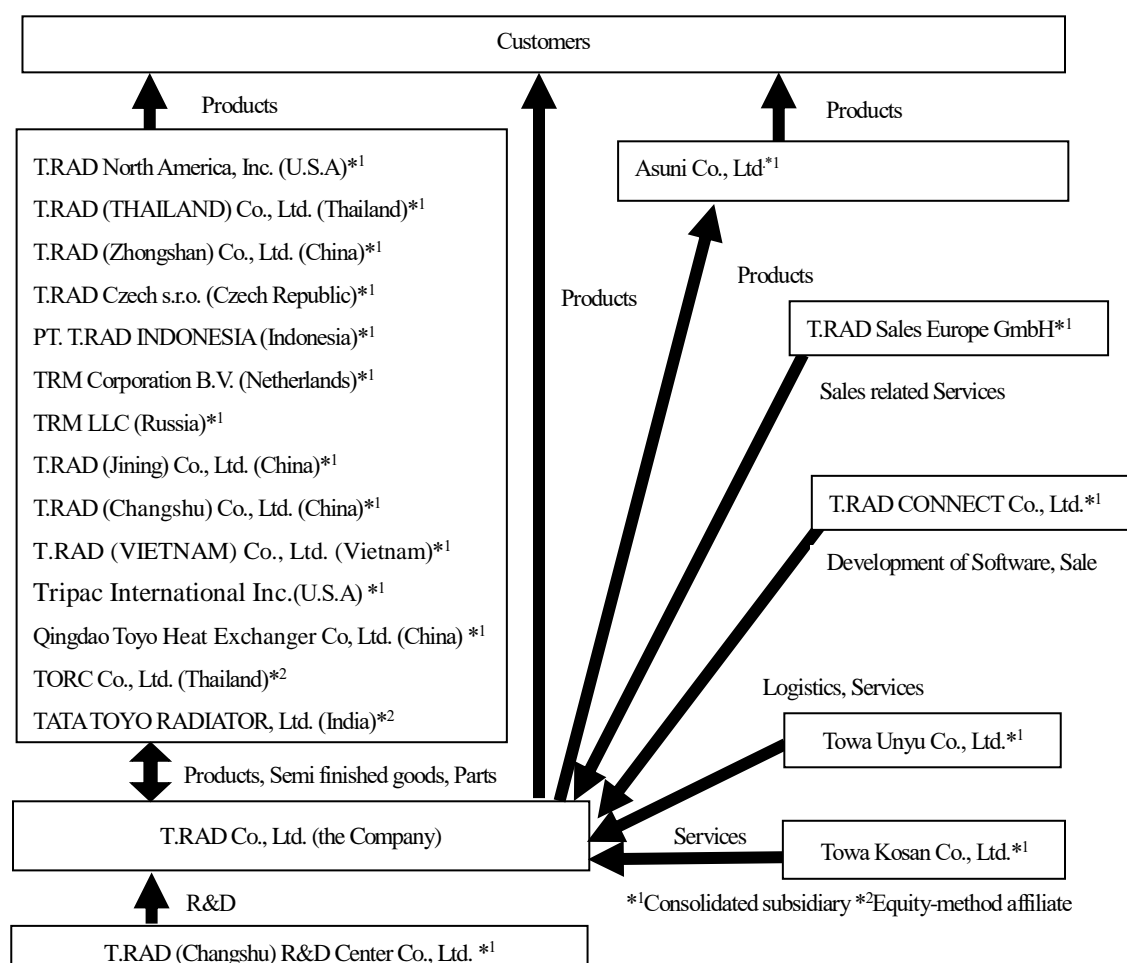 Customers
Products
Products
T.RAD North America, Inc. (U.S.A)*1
T.RAD (THAILAND) Co., Ltd. (Thailand)*1
T.RAD (Zhongshan) Co., Ltd. (China)*1
T.RAD Czech s.r.o. (Czech Republic)*1
PT. T.RAD INDONESIA (Indonesia)*1
TRM Corporation B.V. (Netherlands)*1
TRM LLC (Russia)*1
T.RAD (Jining) Co., Ltd. (China)*1
T.RAD (Changshu) Co., Ltd. (China)*1
T.RAD (VIETNAM) Co., Ltd. (Vietnam)*1
Tripac International Inc.(U.S.A) *1
Qingdao Toyo Heat Exchanger Co, Ltd. (China) *1
TORC Co., Ltd. (Thailand)*2
TATA TOYO RADIATOR, Ltd. (India)*2
Asuni Co., Ltd.*1
Products
Products
T.RAD Sales Europe GmbH*1
Sales related Services
T.RAD CONNECT Co., Ltd.*1
Development of Software, Sale
Logistics, Services
Towa Unyu Co., Ltd.*1
Products, Semi finished goods, Parts
T.RAD Co., Ltd. (the Company)
Services
Towa Kosan Co., Ltd.*1
R&D
*1Consolidated subsidiary *2Equity-method affiliate
T.RAD (Changshu) R&D Center Co., Ltd. *1